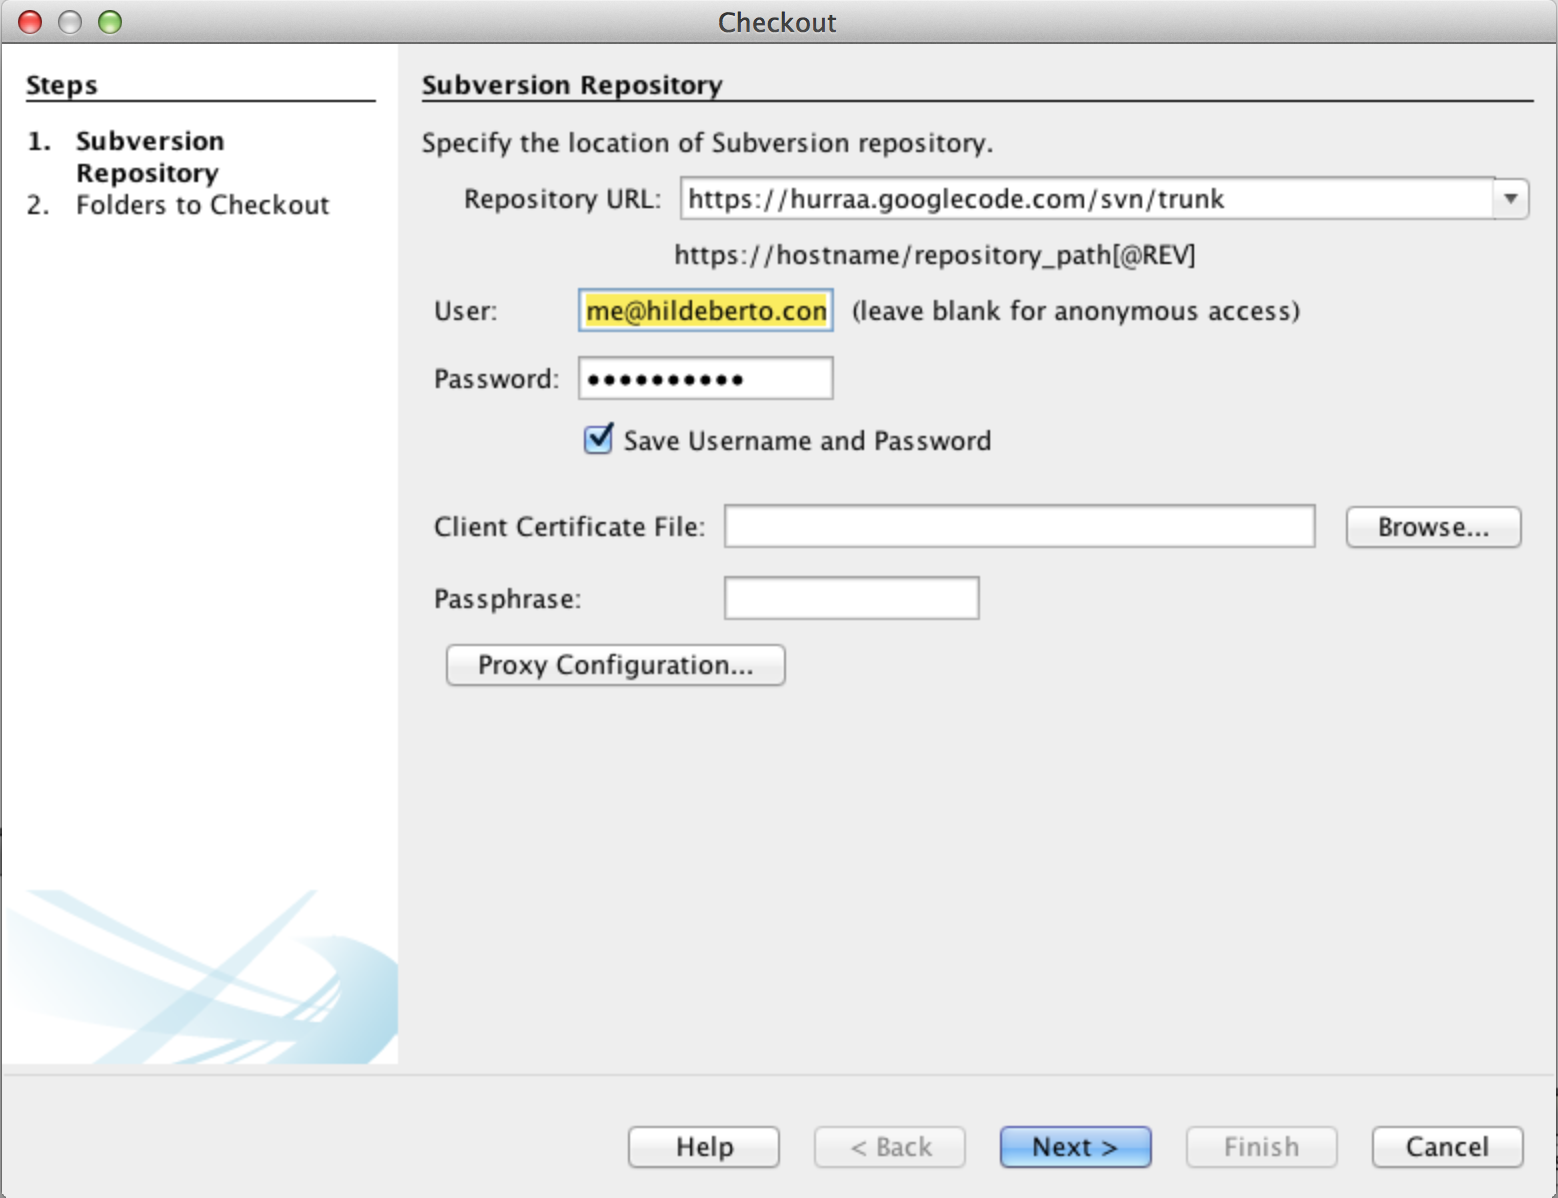 Checkout
Steps
1. Subversion
Repository
2. Folders to Checkout
Subversion Repository
Specify the location of Subversion repository.
Repository URL: https://hurraa.googlecode.com/svn/trunk
https://hostname/repository_path[@REV]
User: me@hildeberto.com (leave blank for anonymous access)
Password: ••••••••••
Save Username and Password
Client Certificate File: Browse...
Passphrase:
Proxy Configuration...
Help < Back Next > Finish Cancel